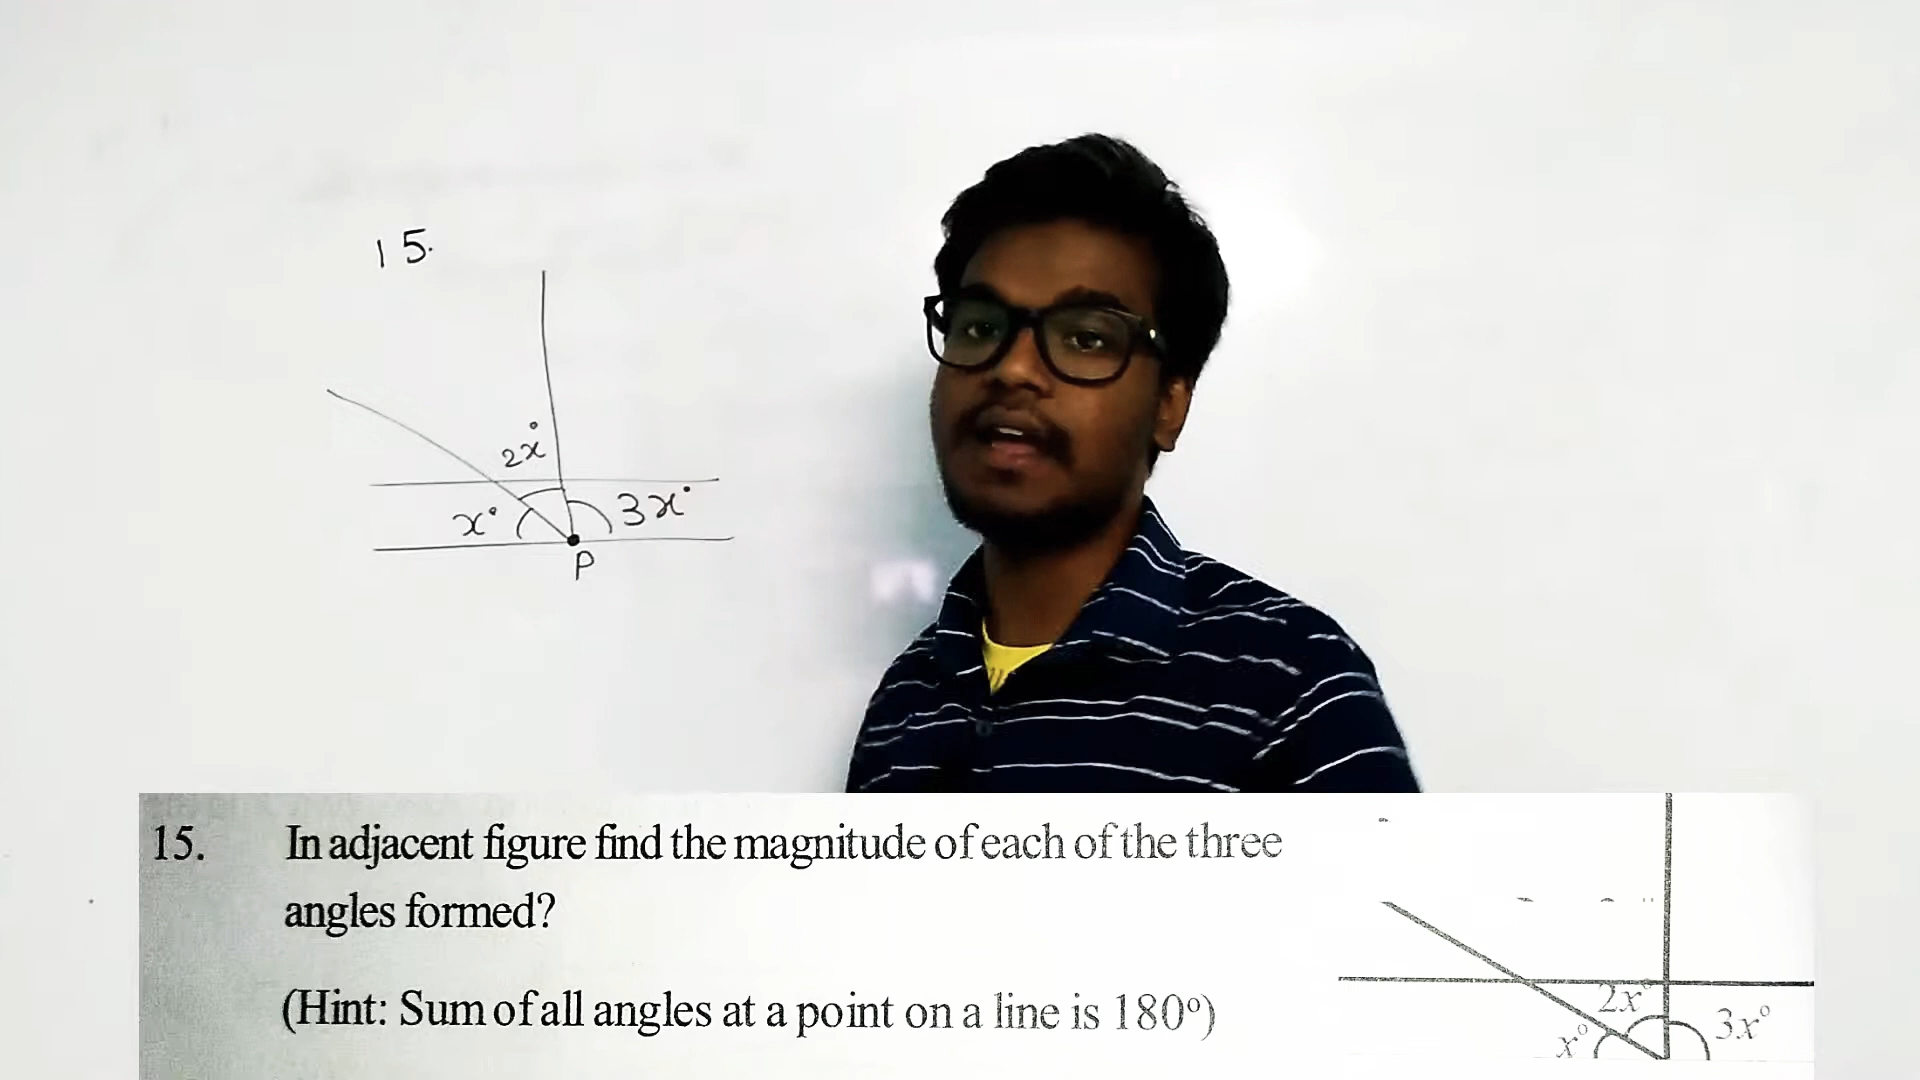 15.
2x°
x° 3x°
P
15. In adjacent figure find the magnitude of each of the three
angles formed?
(Hint: Sum of all angles at a point on a line is 180°)
2x°
x° 3x°